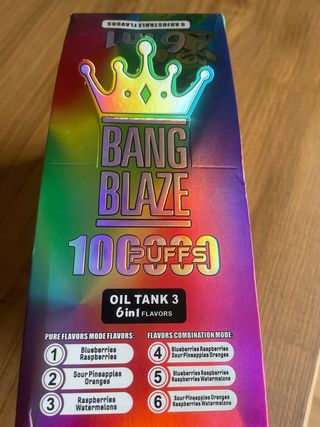 6 ADJUSTABLE FLAVORS
BANG
BLAZE
100000
PUFFS
OIL TANK 3
6in1 FLAVORS
PURE FLAVORS MODE FLAVORS:
1 Blueberries
Raspberries
2 Sour Pineapples
Oranges
3 Raspberries
Watermelons
FLAVORS COMBINATION MODE:
4 Blueberries Raspberries
Sour Pineapples Oranges
5 Blueberries Raspberries
Raspberries Watermelons
6 Sour Pineapples Oranges
Raspberries Watermelons